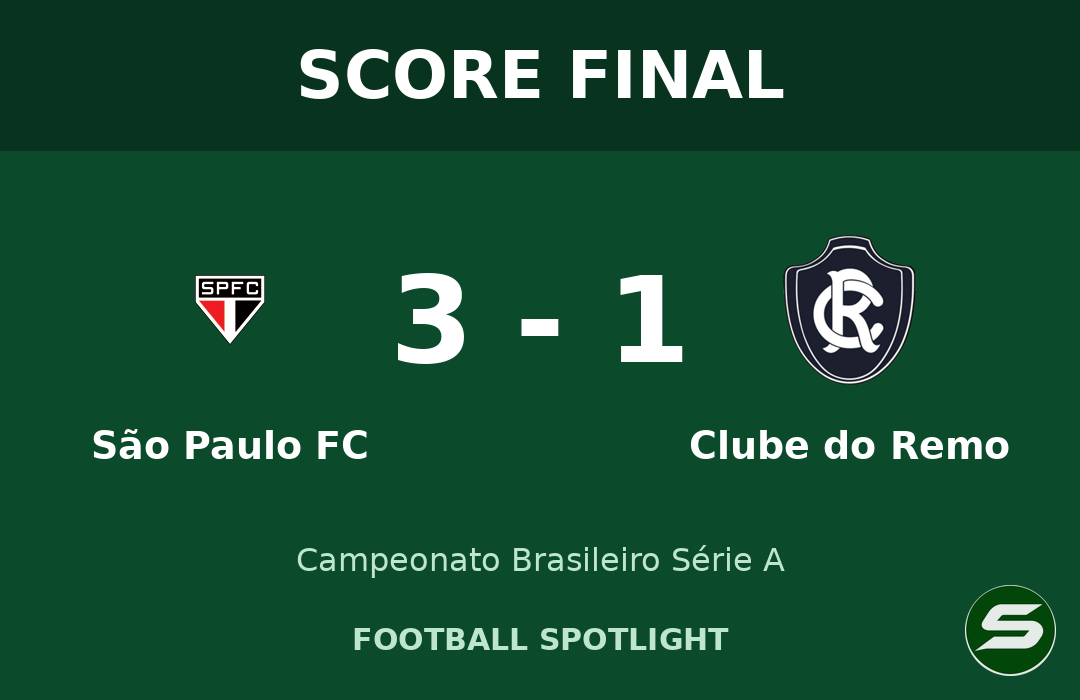 SCORE FINAL
SPFC
3 - 1
São Paulo FC
Clube do Remo
Campeonato Brasileiro Série A
FOOTBALL SPOTLIGHT
S